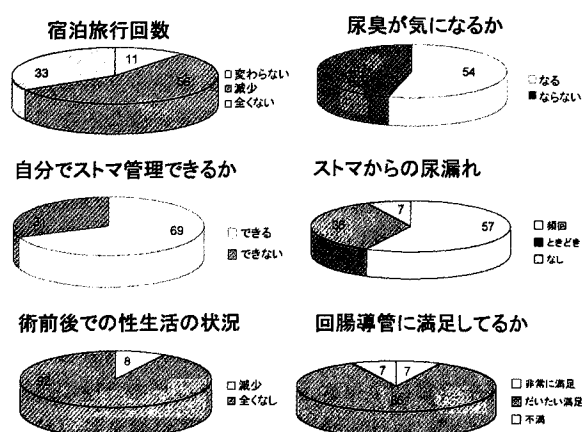 宿泊旅行回数
33
11
56
□変わらない
減少
□全くない
尿臭が気になるか
54
なる
ならない
自分でストマ管理できるか
69
できる
できない
ストマからの尿漏れ
7
36
57
□頻回
ときどき
□なし
術前後での性生活の状況
8
92
□減少
全くなし
回腸導管に満足してるか
7
7
86
□非常に満足
だいたい満足
□不満